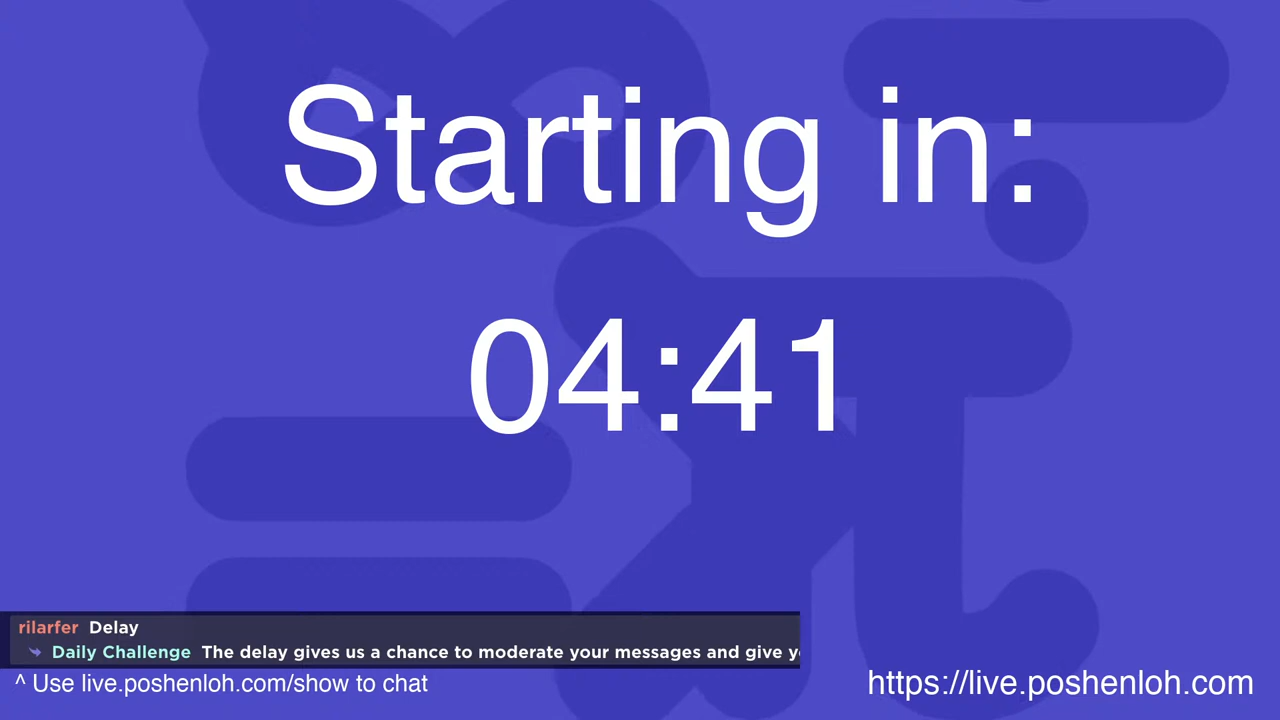 Starting in:
04:41
rilarfer Delay
Daily Challenge The delay gives us a chance to moderate your messages and give
^ Use live.poshenloh.com/show to chat
https://live.poshenloh.com